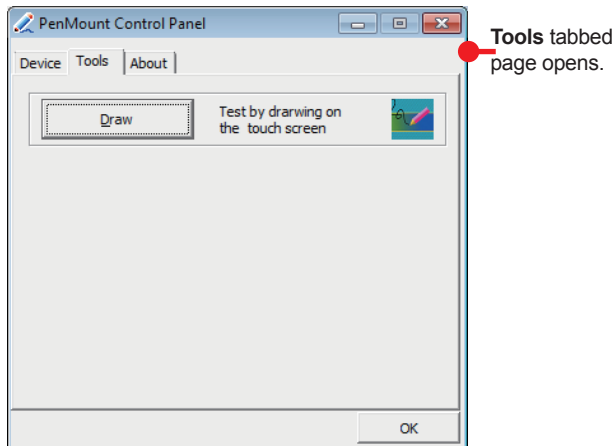 PenMount Control Panel
Device Tools About
Draw
Test by drarwing on
the touch screen
OK
Tools tabbed
page opens.